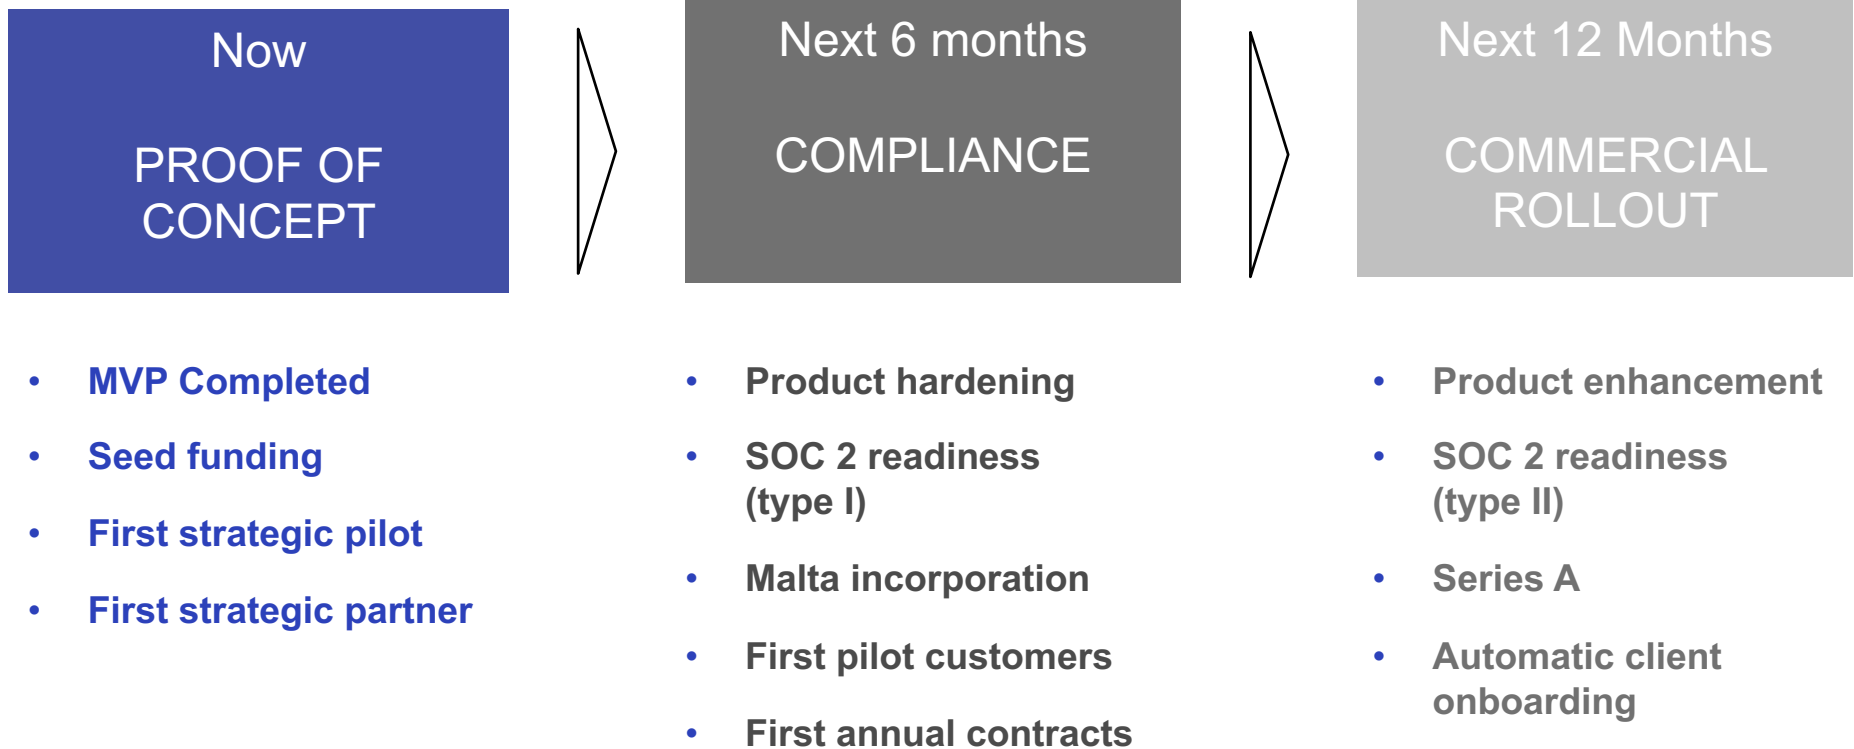 Now
PROOF OF
CONCEPT
• MVP Completed
• Seed funding
• First strategic pilot
• First strategic partner
Next 6 months
COMPLIANCE
• Product hardening
• SOC 2 readiness
(type I)
• Malta incorporation
• First pilot customers
• First annual contracts
Next 12 Months
COMMERCIAL
ROLLOUT
• Product enhancement
• SOC 2 readiness
(type II)
• Series A
• Automatic client
onboarding